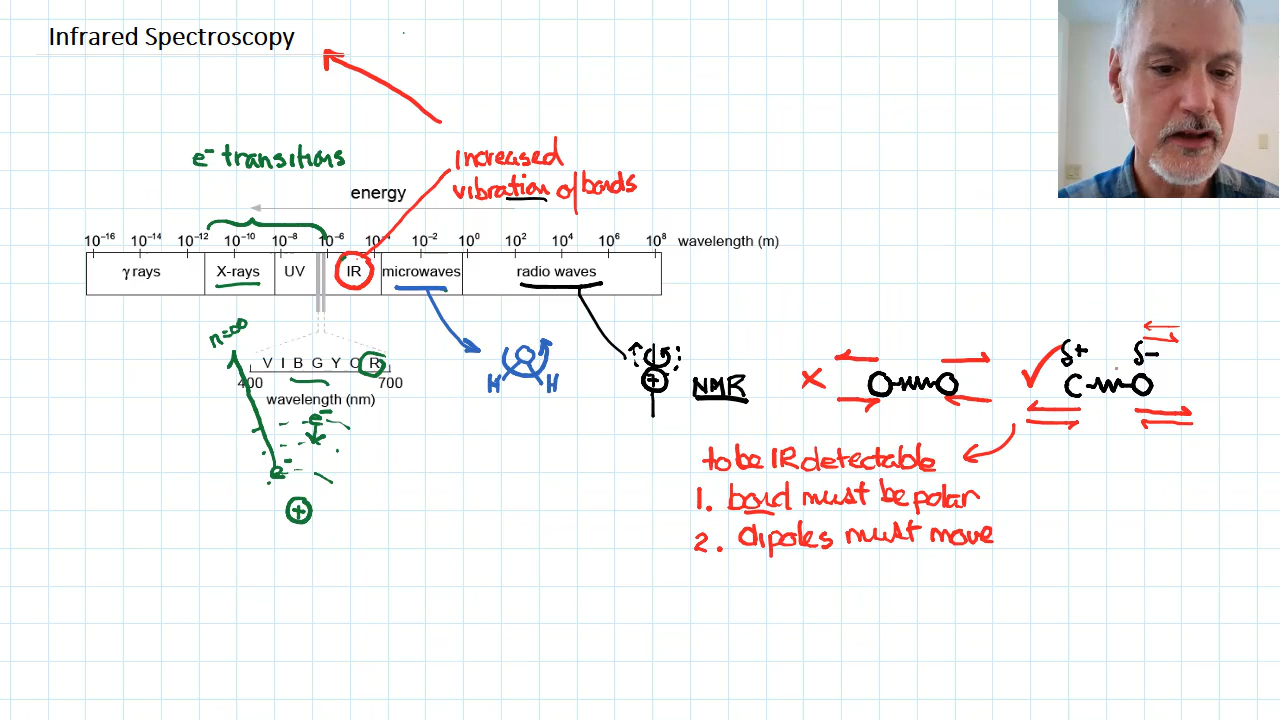 Infrared Spectroscopy
e⁻ transitions
increased
vibration of bonds
energy
10⁻¹⁶ 10⁻¹⁴ 10⁻¹² 10⁻¹⁰ 10⁻⁸ 10⁻⁶ 10⁻⁴ 10⁻² 10⁰ 10² 10⁴ 10⁶ 10⁸ wavelength (m)
γ rays X-rays UV IR microwaves radio waves
n=∞
V I B G Y O R
400 700
wavelength (nm)
e⁻
e⁻
+
O
H H
+ NMR
X O O
δ+ δ−
C O
to be IR detectable
1. bond must be polar
2. dipoles must move